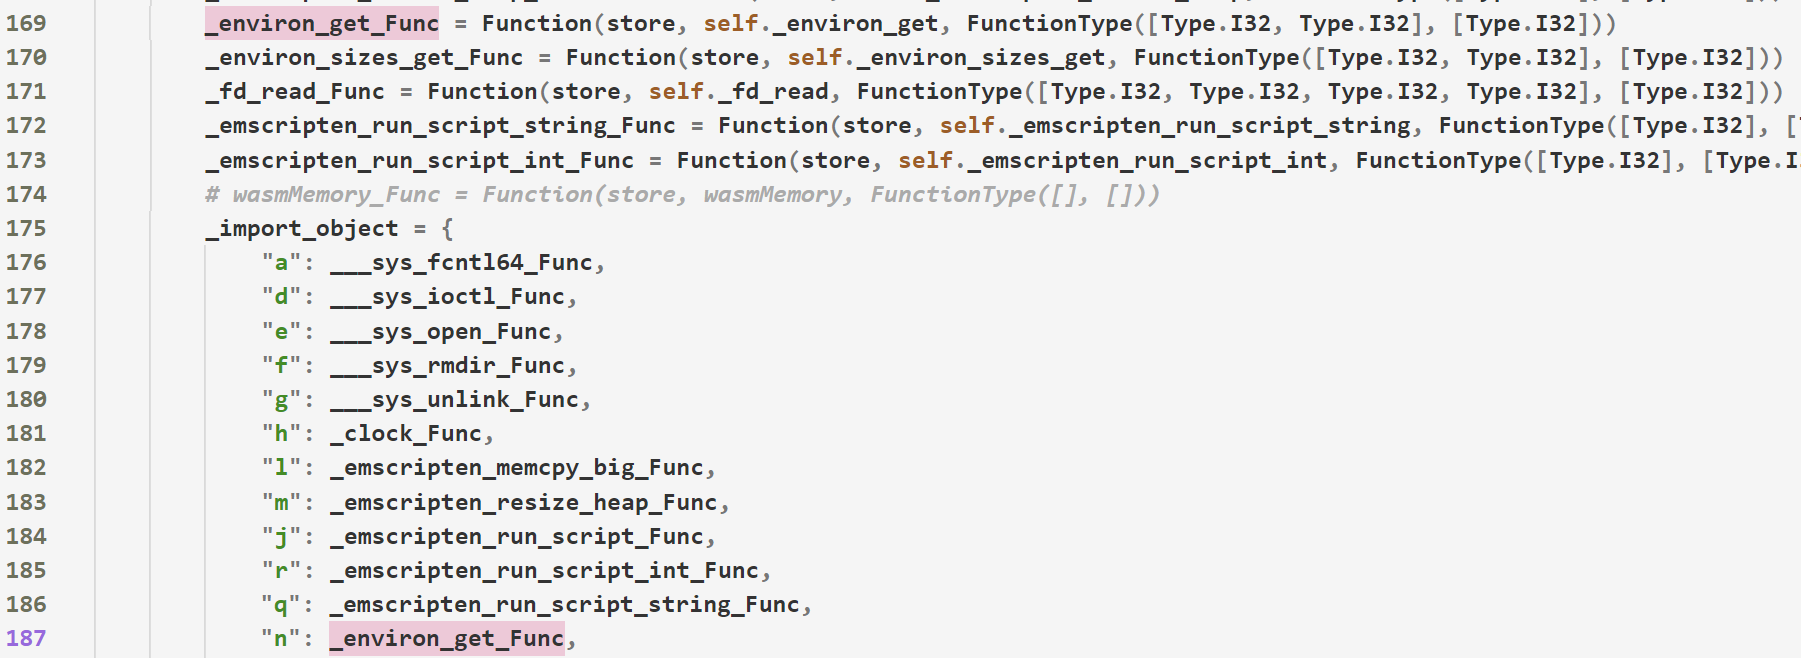 169 _environ_get_Func = Function(store, self._environ_get, FunctionType([Type.I32, Type.I32], [Type.I32]))
170 _environ_sizes_get_Func = Function(store, self._environ_sizes_get, FunctionType([Type.I32, Type.I32], [Type.I32]))
171 _fd_read_Func = Function(store, self._fd_read, FunctionType([Type.I32, Type.I32, Type.I32, Type.I32], [Type.I32]))
172 _emscripten_run_script_string_Func = Function(store, self._emscripten_run_script_string, FunctionType([Type.I32], [
173 _emscripten_run_script_int_Func = Function(store, self._emscripten_run_script_int, FunctionType([Type.I32], [Type.I
174 # wasmMemory_Func = Function(store, wasmMemory, FunctionType([], []))
175 _import_object = {
176 "a": ___sys_fcntl64_Func,
177 "d": ___sys_ioctl_Func,
178 "e": ___sys_open_Func,
179 "f": ___sys_rmdir_Func,
180 "g": ___sys_unlink_Func,
181 "h": _clock_Func,
182 "l": _emscripten_memcpy_big_Func,
183 "m": _emscripten_resize_heap_Func,
184 "j": _emscripten_run_script_Func,
185 "r": _emscripten_run_script_int_Func,
186 "q": _emscripten_run_script_string_Func,
187 "n": _environ_get_Func,